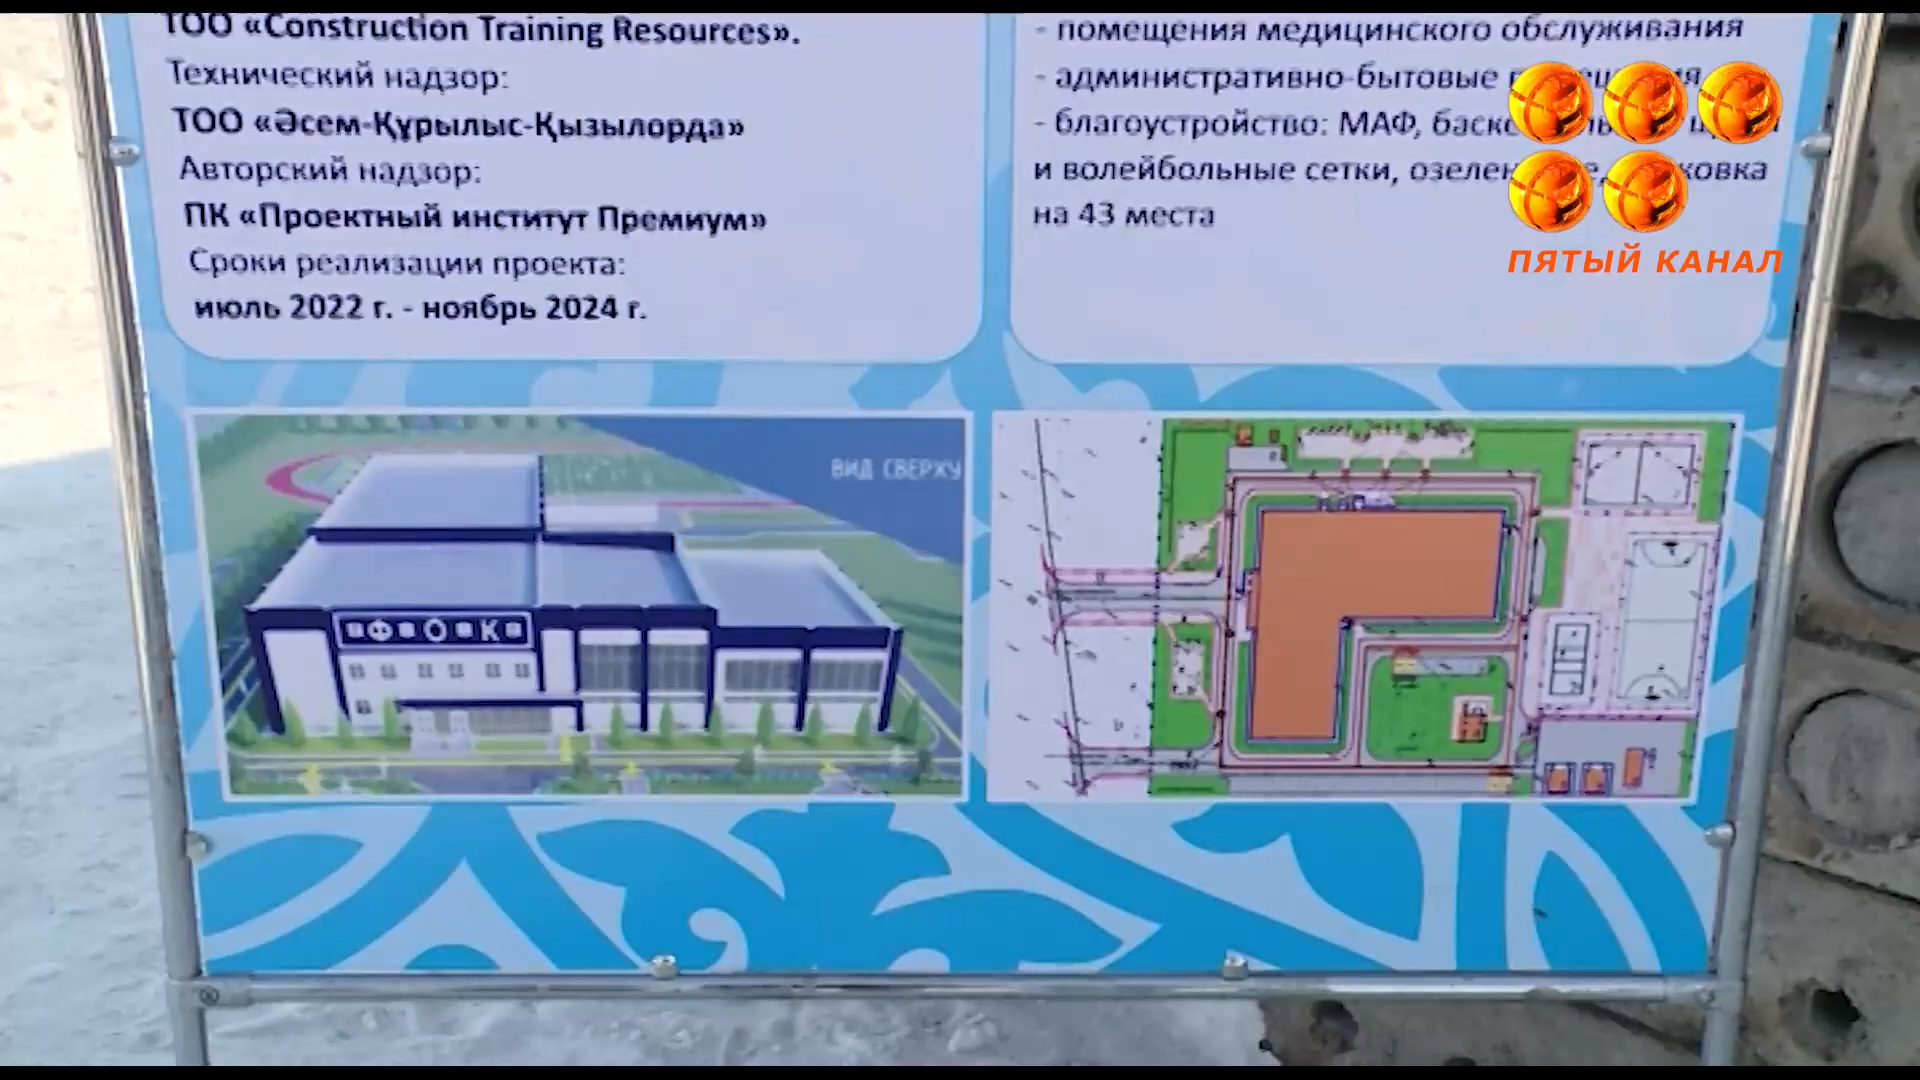 ТОО «Construction Training Resources».
Технический надзор:
ТОО «Әсем-Құрылыс-Қызылорда»
Авторский надзор:
ПК «Проектный институт Премиум»
Сроки реализации проекта:
июль 2022 г. - ноябрь 2024 г.
- помещения медицинского обслуживания
- административно-бытовые
- благоустройство: МАФ,
и волейбольные сетки,
на 43 места
ПЯТЫЙ КАНАЛ
ВИД СВЕРХУ
ФОК